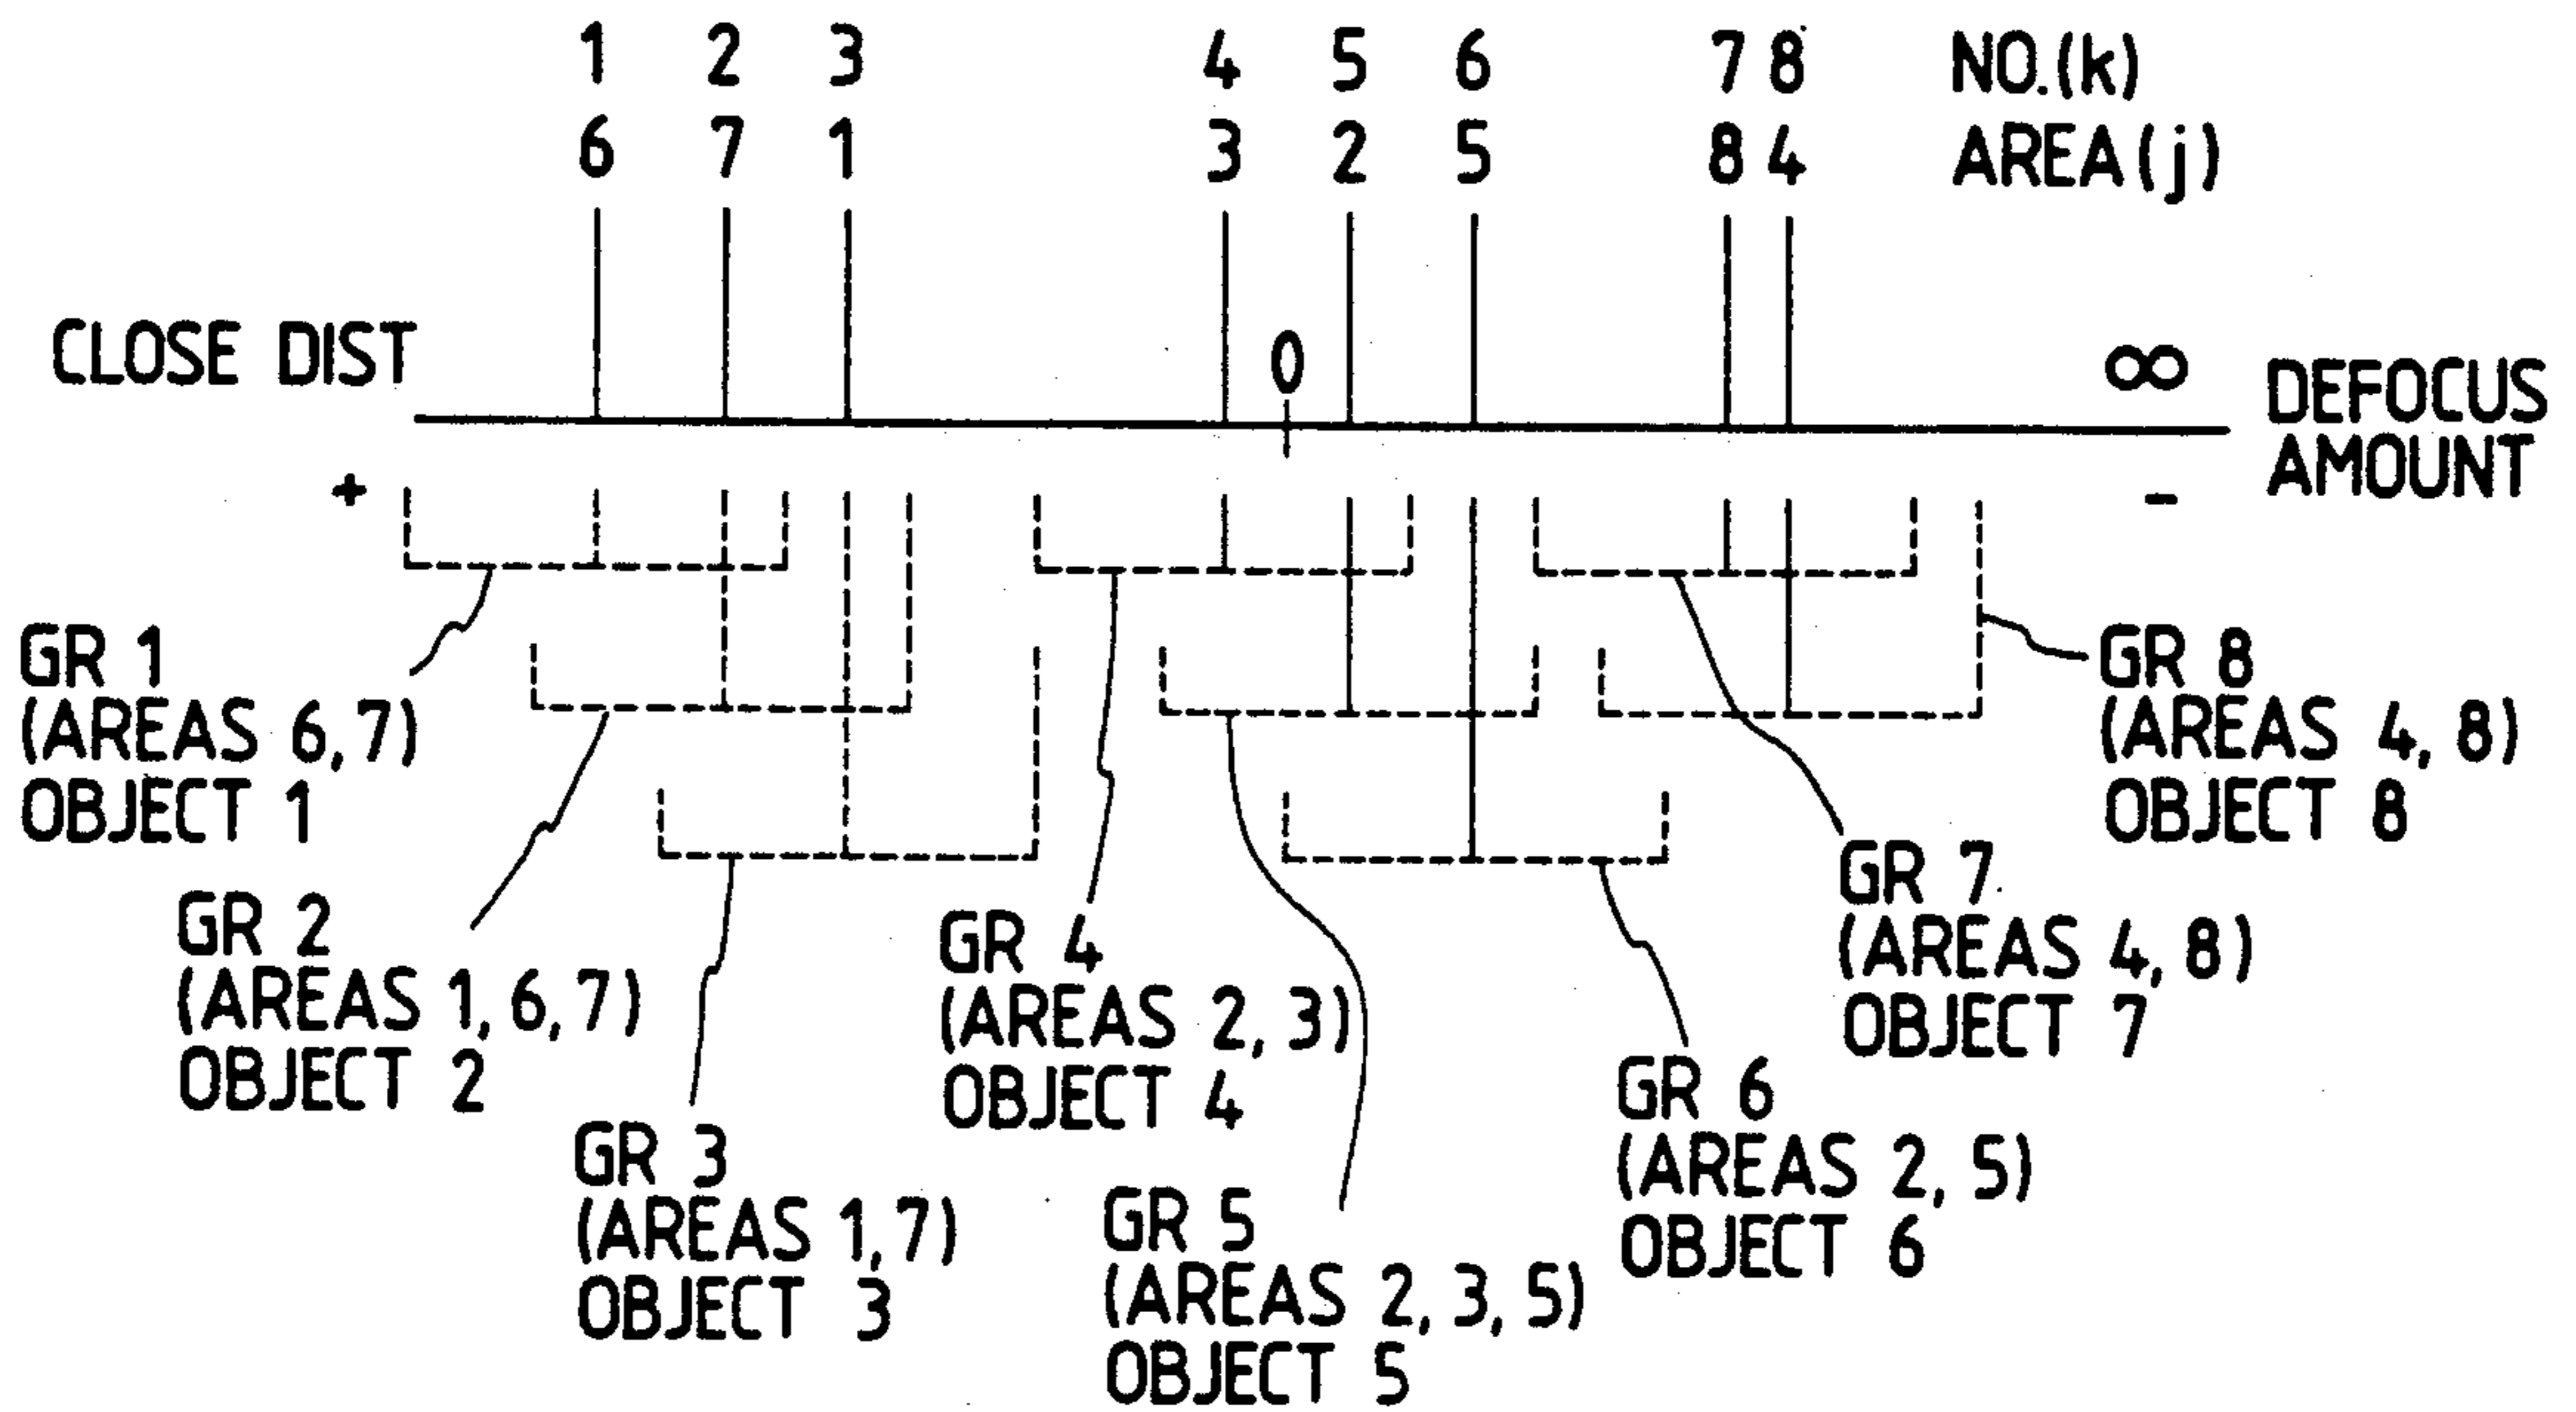 1 2 3 4 5 6 7 8 NO.(k)
6 7 1 3 2 5 8 4 AREA(j)
CLOSE DIST 0 ∞ DEFOCUS
AMOUNT
+ -
GR 1
(AREAS 6,7)
OBJECT 1
GR 2
(AREAS 1,6,7)
OBJECT 2
GR 3
(AREAS 1,7)
OBJECT 3
GR 4
(AREAS 2,3)
OBJECT 4
GR 5
(AREAS 2,3,5)
OBJECT 5
GR 6
(AREAS 2,5)
OBJECT 6
GR 7
(AREAS 4,8)
OBJECT 7
GR 8
(AREAS 4,8)
OBJECT 8